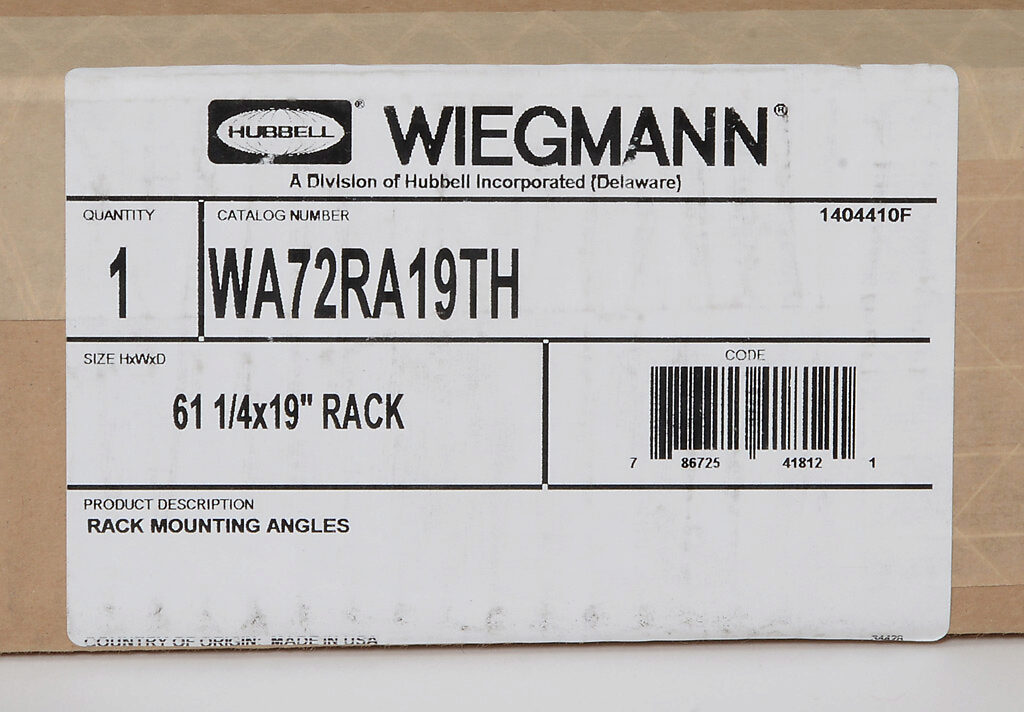 HUBBELL ® WIEGMANN ®
A Division of Hubbell Incorporated (Delaware)
QUANTITY
1
CATALOG NUMBER
1404410F
WA72RA19TH
SIZE HxWxD
61 1/4x19" RACK
CODE
7 86725 41812 1
PRODUCT DESCRIPTION
RACK MOUNTING ANGLES
COUNTRY OF ORIGIN: MADE IN USA
34428